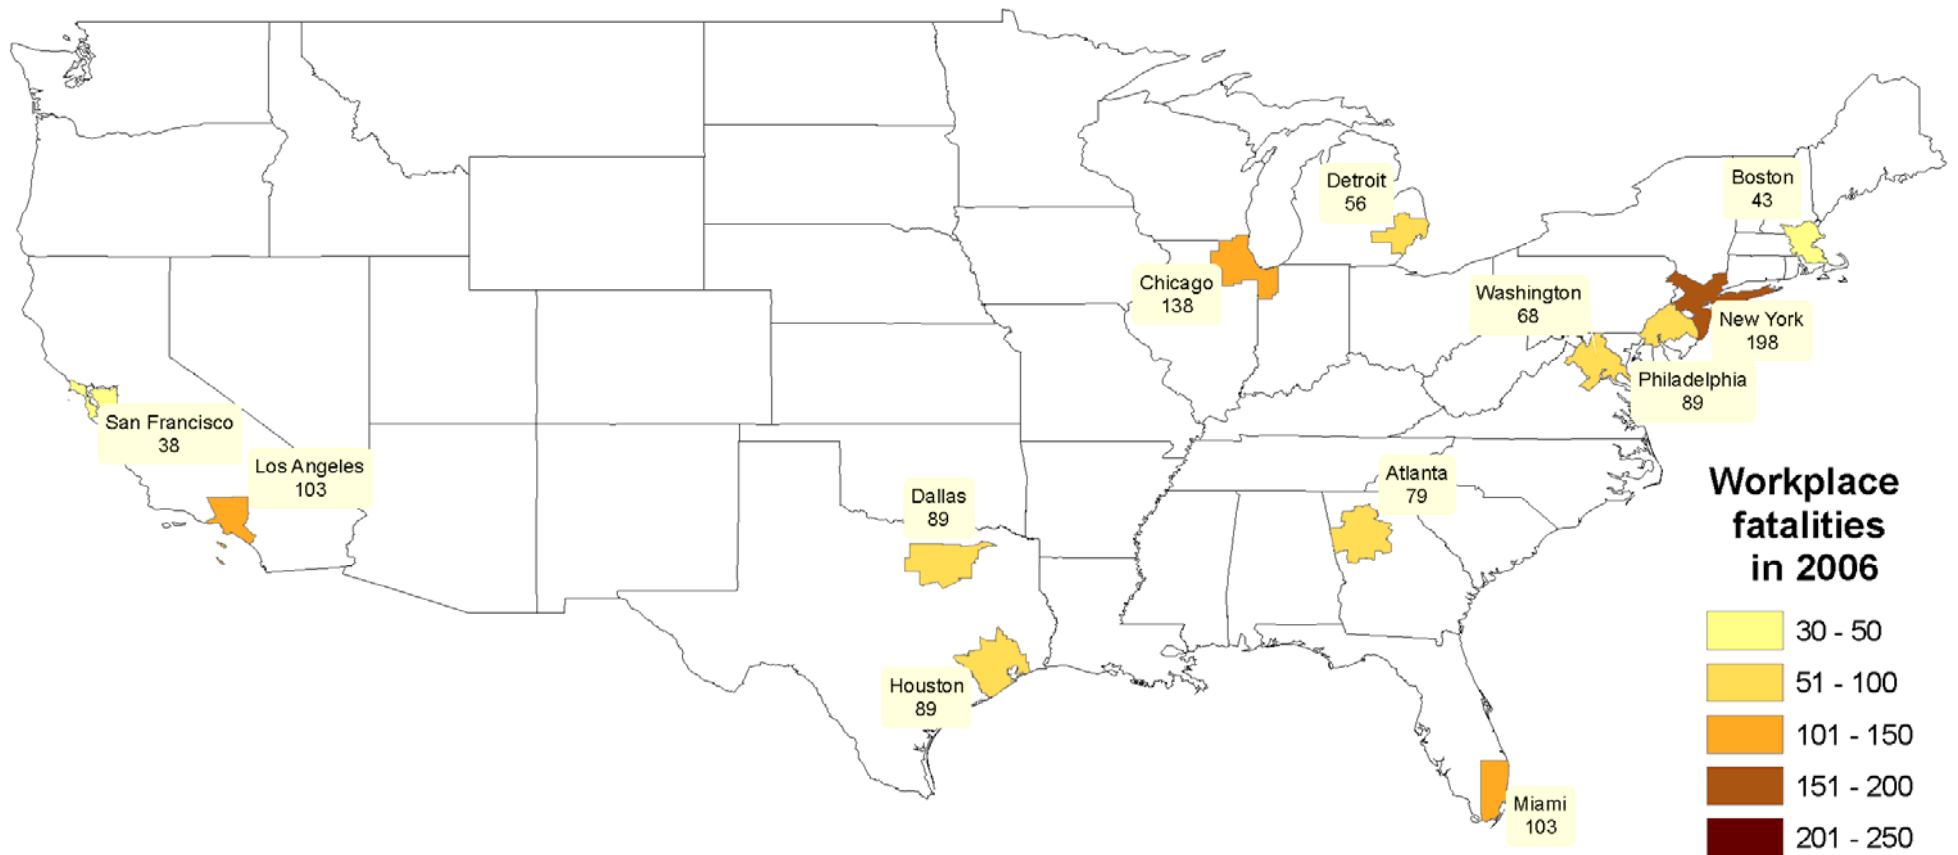 Detroit
56
Boston
43
Chicago
138
Washington
68
New York
198
Philadelphia
89
San Francisco
38
Los Angeles
103
Dallas
89
Atlanta
79
Houston
89
Miami
103
Workplace
fatalities
in 2006
30 - 50
51 - 100
101 - 150
151 - 200
201 - 250